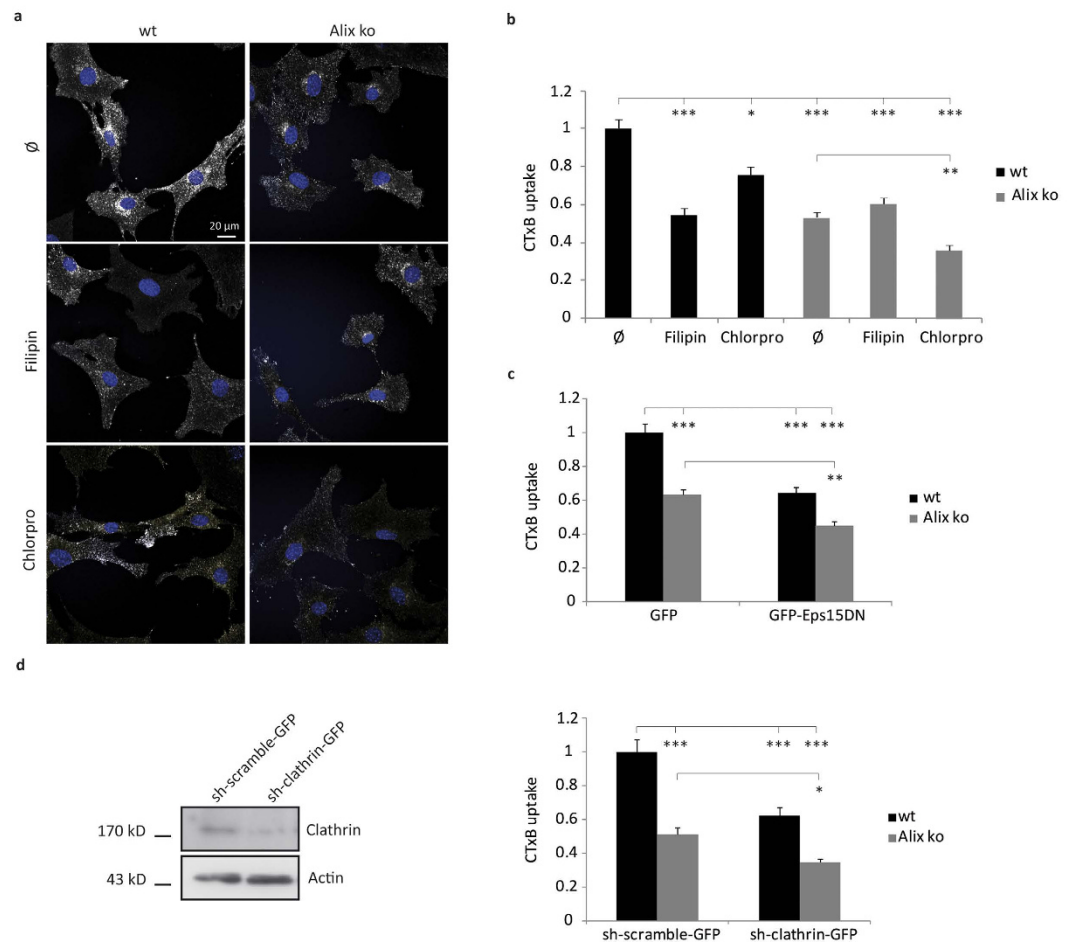 a
wt
Alix ko
Ø
20 µm
Filipin
Chlorpro
b
1.2
1
0.8
0.6
0.4
0.2
0
CTxB uptake
*** * *** *** ***
**
Ø Filipin Chlorpro Ø Filipin Chlorpro
wt
Alix ko
c
1.2
1
0.8
0.6
0.4
0.2
0
CTxB uptake
*** *** ***
**
GFP GFP-Eps15DN
wt
Alix ko
d
sh-scramble-GFP
sh-clathrin-GFP
170 kD
Clathrin
43 kD
Actin
1.2
1
0.8
0.6
0.4
0.2
0
CTxB uptake
*** *** ***
*
sh-scramble-GFP sh-clathrin-GFP
wt
Alix ko